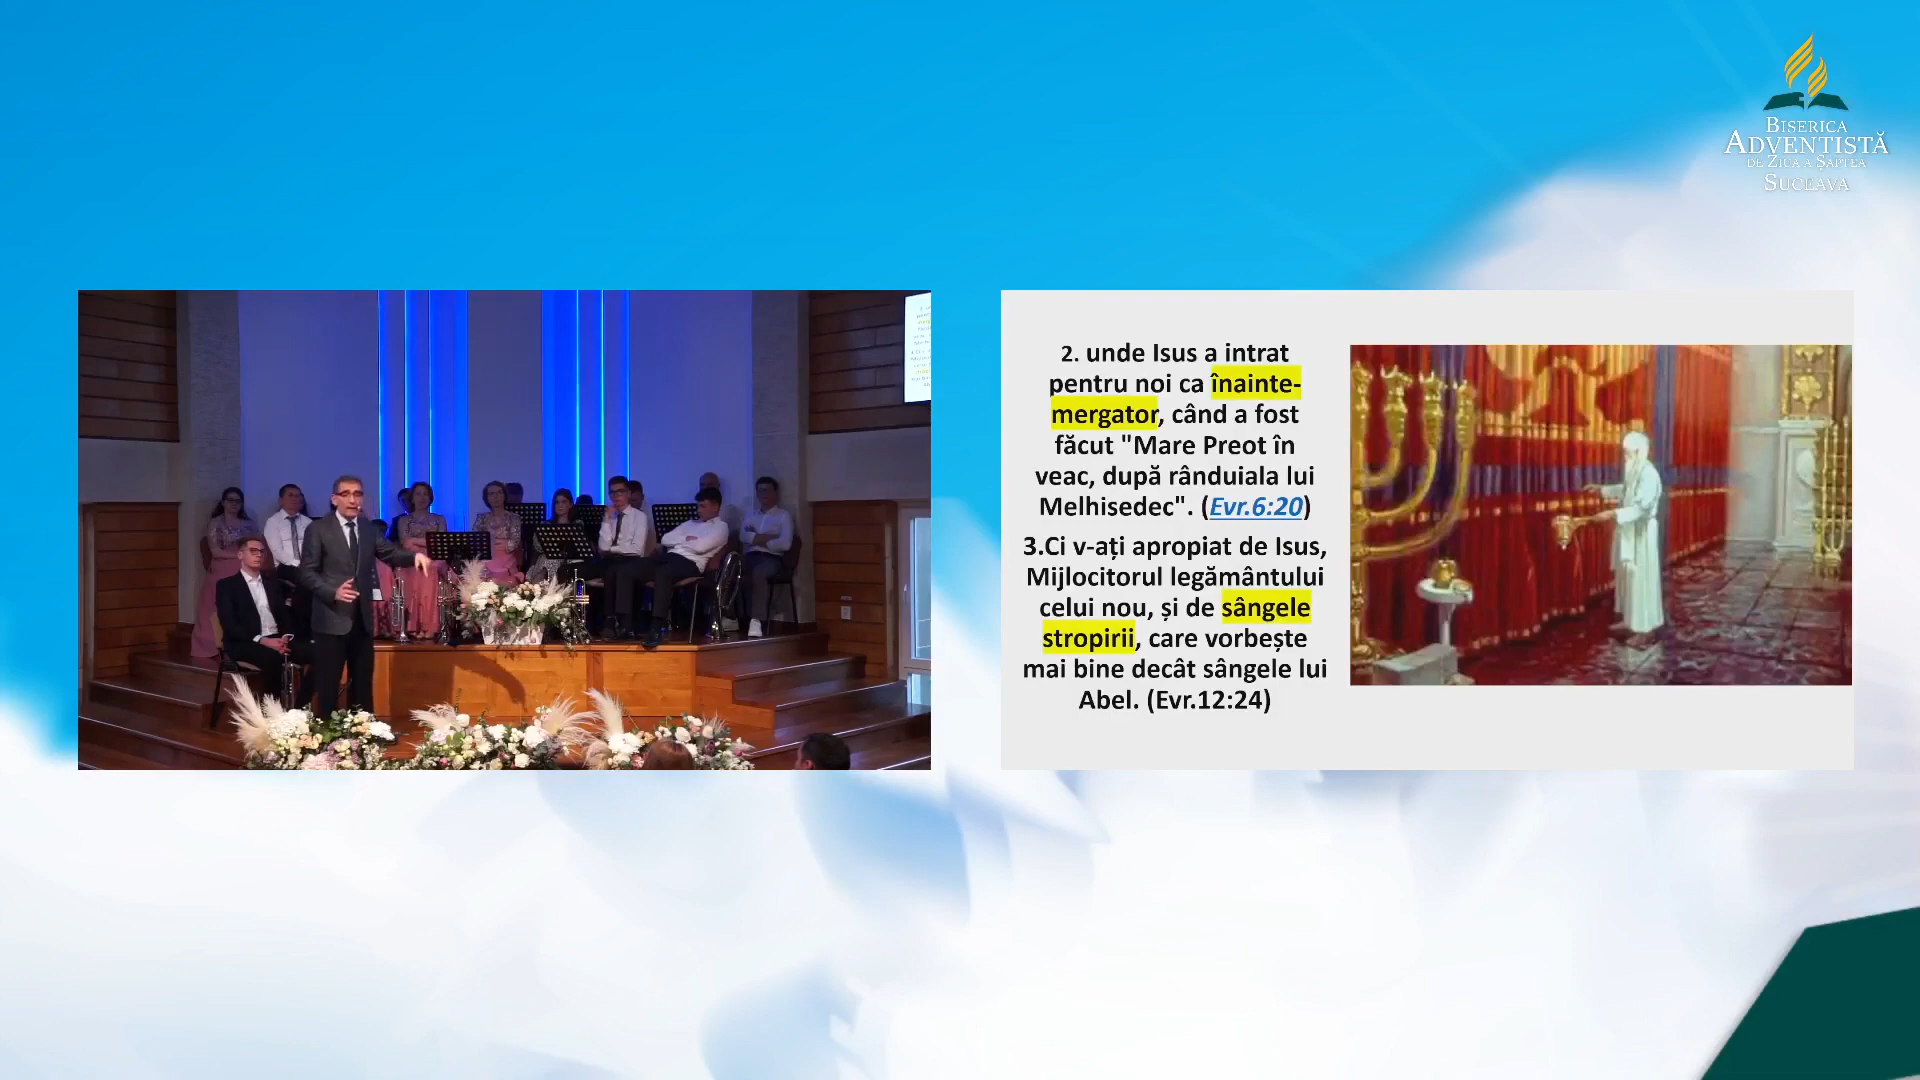 BISERICA
ADVENTISTĂ
DE ZIUA A ȘAPTEA
SUCEAVA
2. unde Isus a intrat
pentru noi ca înainte-
mergator, când a fost
făcut "Mare Preot în
veac, după rânduiala lui
Melhisedec". (Evr.6:20)
3.Ci v-ați apropiat de Isus,
Mijlocitorul legământului
celui nou, și de sângele
stropirii, care vorbește
mai bine decât sângele lui
Abel. (Evr.12:24)